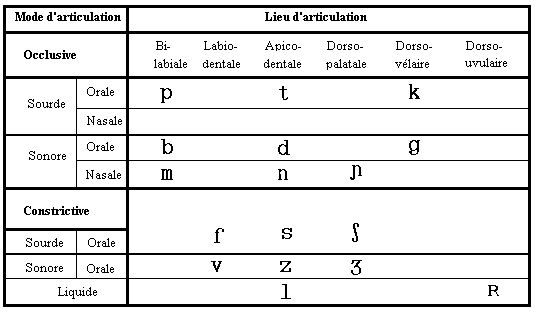 Mode d'articulation Lieu d'articulation
Occlusive Bi-labiale Labio-dentale Apico-dentale Dorso-palatale Dorso-vélaire Dorso-uvulaire
Sourde Orale p t k
Nasale
Sonore Orale b d g
Nasale m n ɲ
Constrictive
Sourde Orale f s ʃ
Sonore Orale v z ʒ
Liquide l R